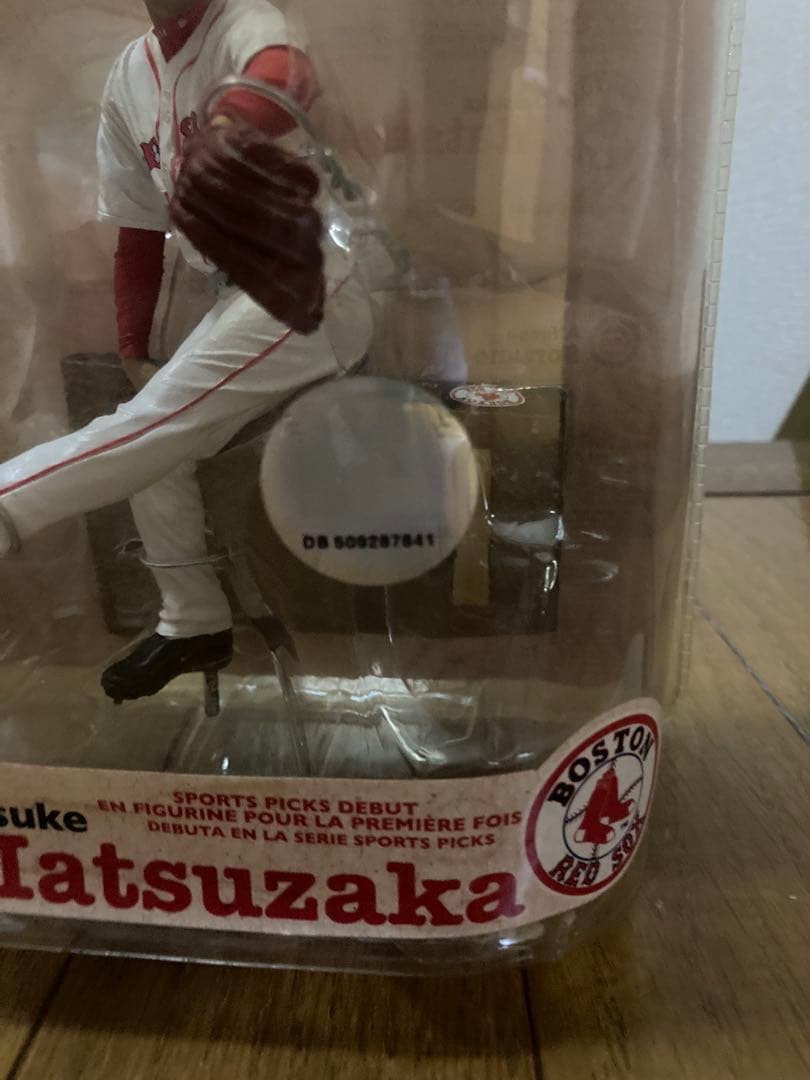 DB 509287841
suke
SPORTS PICKS DEBUT
EN FIGURINE POUR LA PREMIÈRE FOIS
DEBUTA EN LA SERIE SPORTS PICKS
Matsuzaka
BOSTON
RED SOX